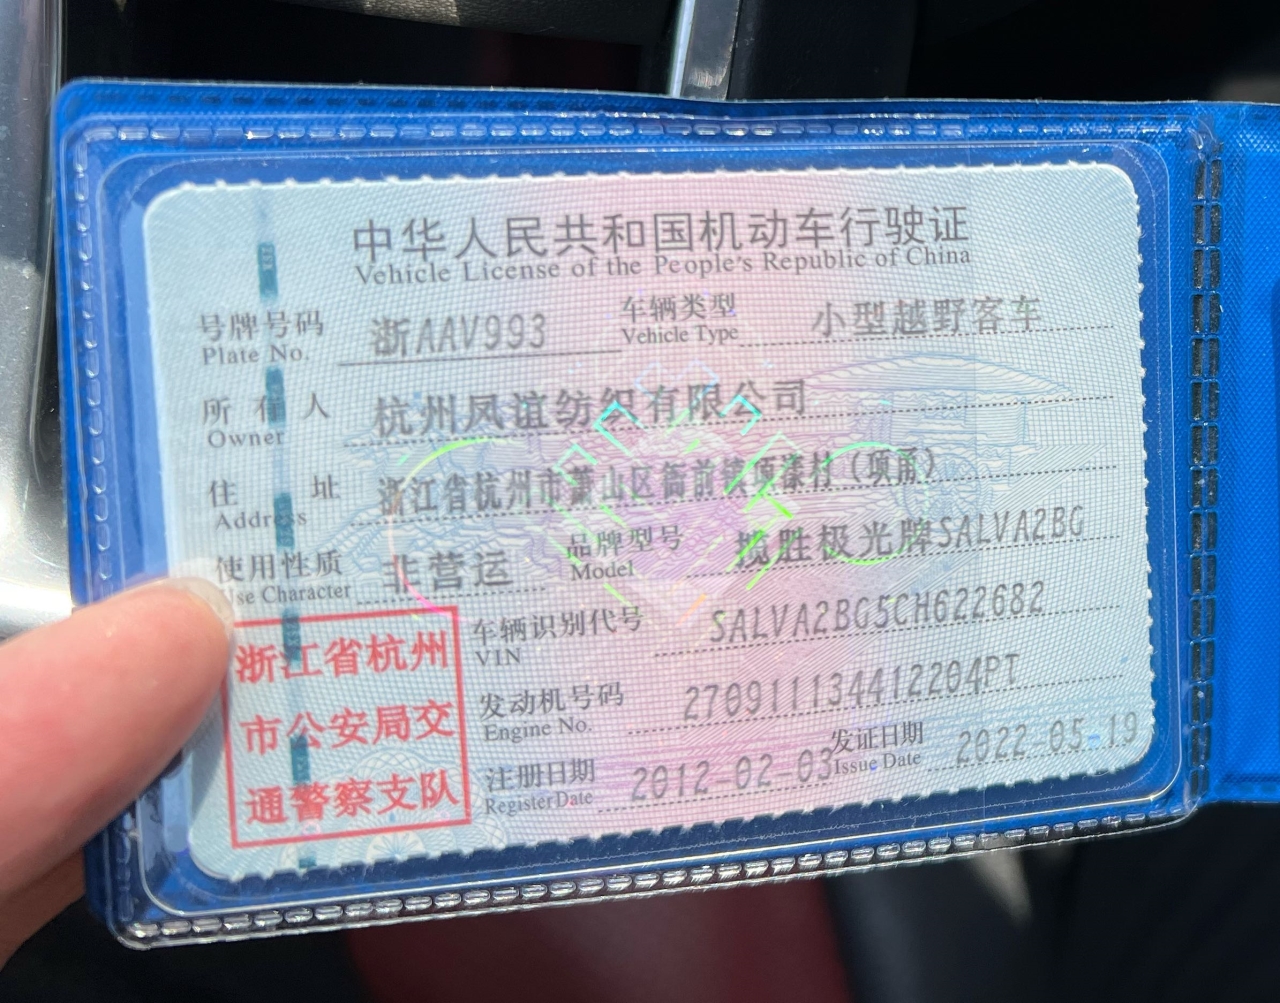 中华人民共和国机动车行驶证
Vehicle License of the People's Republic of China
号牌号码 浙AAV993 车辆类型 小型越野客车
Plate No. Vehicle Type
所有人 杭州凤谊纺织有限公司
Owner
住址 浙江省杭州市萧山区衙前镇项漾村（项甬）
Address
使用性质 非营运 品牌型号 揽胜极光牌SALVA2BG
Use Character Model
浙江省杭州
市公安局交
通警察支队
车辆识别代号 SALVA2BG5CH622682
VIN
发动机号码 270911134412204PT
Engine No.
注册日期 2012-02-03 发证日期 2022-05-19
Register Date Issue Date